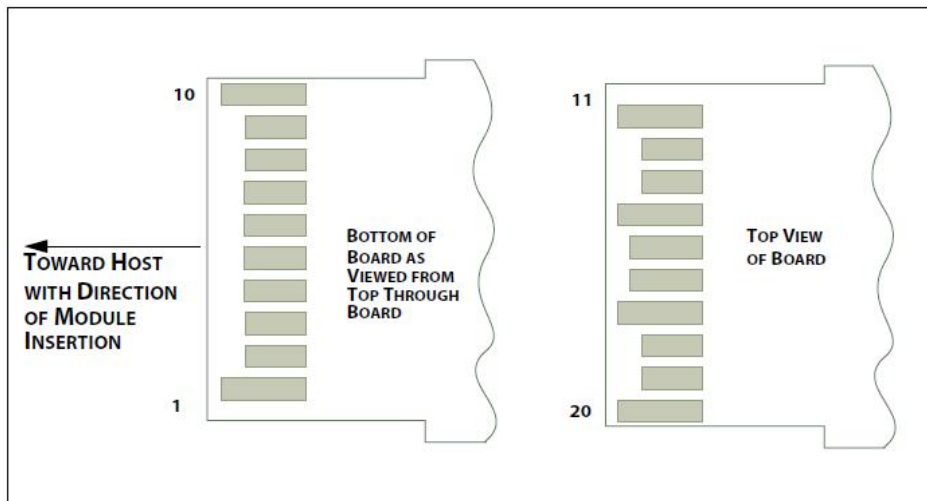 10
1
TOWARD HOST
WITH DIRECTION
OF MODULE
INSERTION
BOTTOM OF
BOARD AS
VIEWED FROM
TOP THROUGH
BOARD
11
20
TOP VIEW
OF BOARD